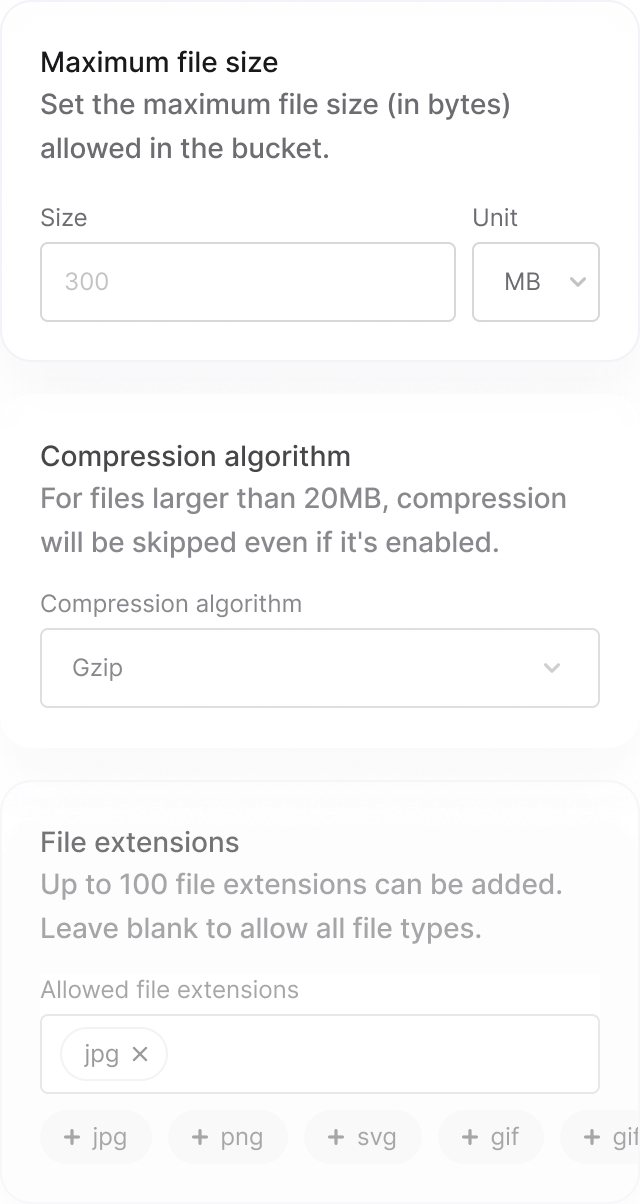 Maximum file size
Set the maximum file size (in bytes)
allowed in the bucket.
Size Unit
300 MB
Compression algorithm
For files larger than 20MB, compression
will be skipped even if it's enabled.
Compression algorithm
Gzip
File extensions
Up to 100 file extensions can be added.
Leave blank to allow all file types.
Allowed file extensions
jpg ×
+ jpg + png + svg + gif + gif